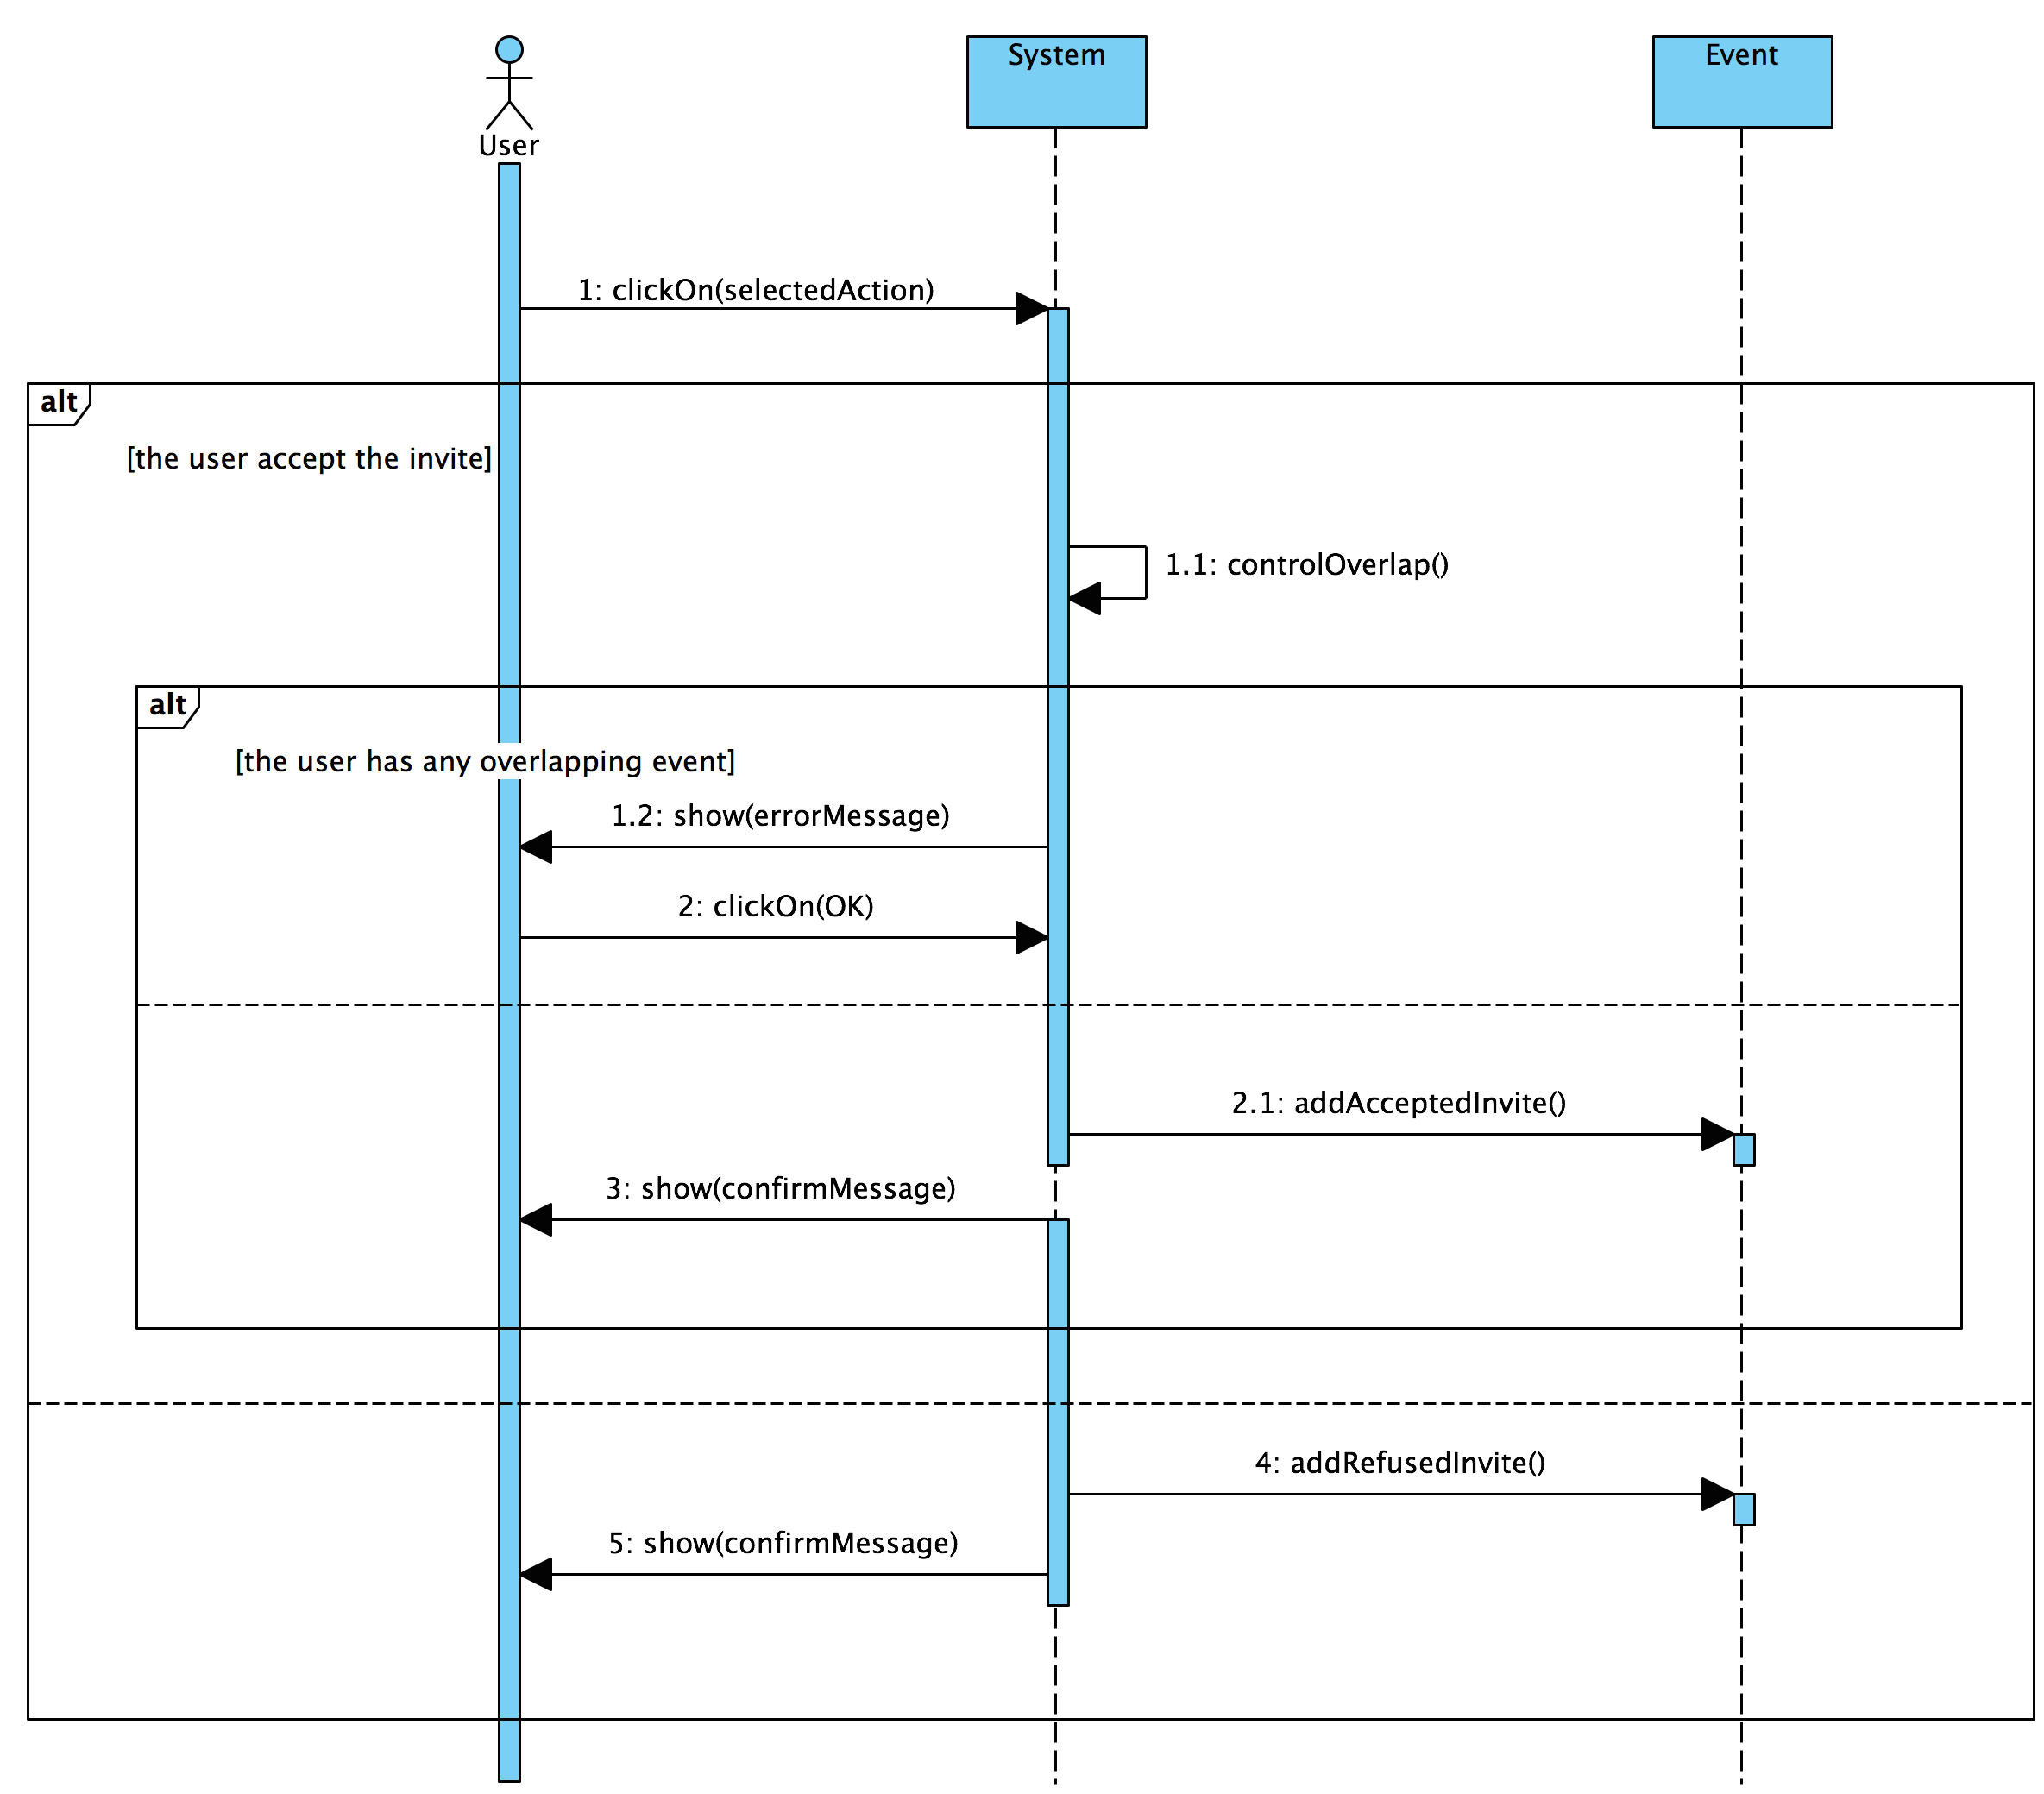 System
Event
User
1: clickOn(selectedAction)
alt
[the user accept the invite]
1.1: controlOverlap()
alt
[the user has any overlapping event]
1.2: show(errorMessage)
2: clickOn(OK)
2.1: addAcceptedInvite()
3: show(confirmMessage)
4: addRefusedInvite()
5: show(confirmMessage)